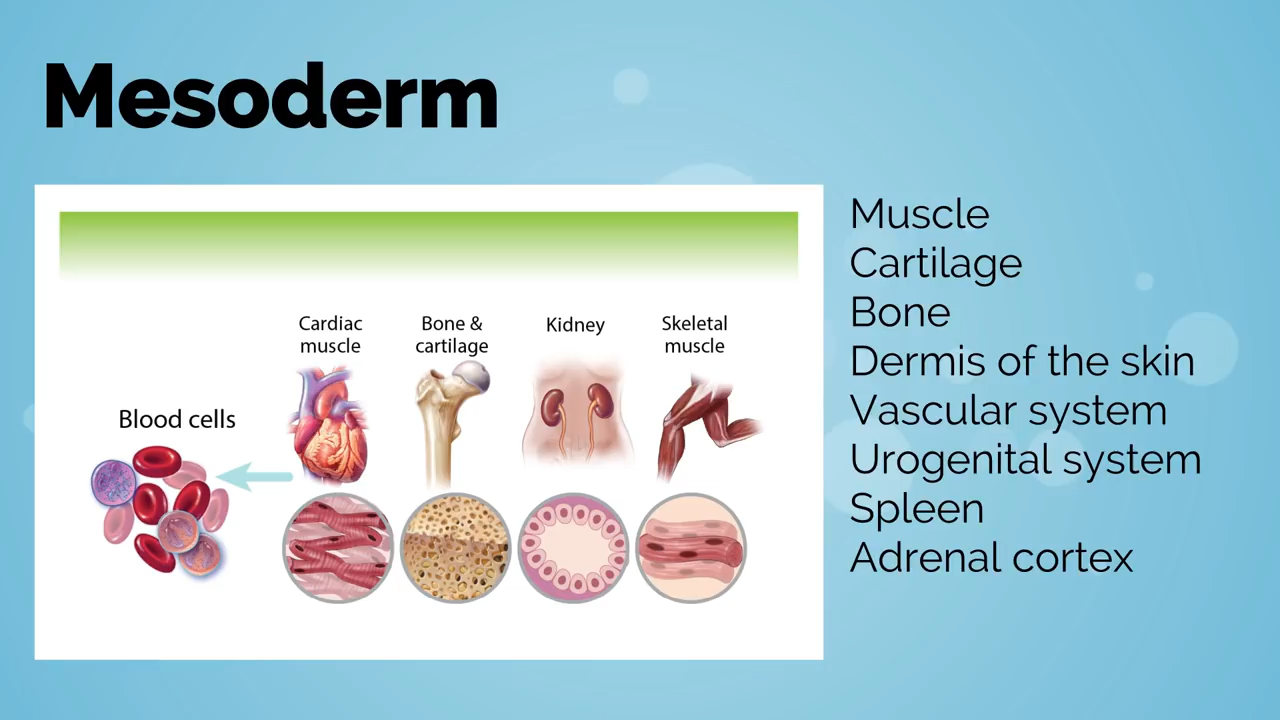 Mesoderm
Cardiac
muscle
Bone &
cartilage
Kidney
Skeletal
muscle
Blood cells
Muscle
Cartilage
Bone
Dermis of the skin
Vascular system
Urogenital system
Spleen
Adrenal cortex